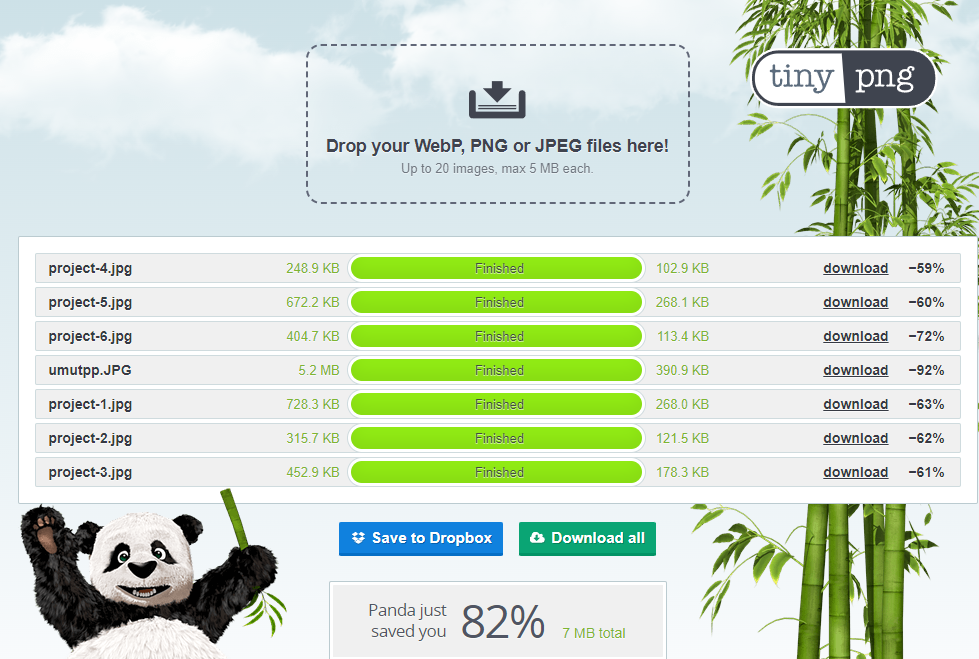 tiny png
Drop your WebP, PNG or JPEG files here!
Up to 20 images, max 5 MB each.
project-4.jpg 248.9 KB Finished 102.9 KB download −59%
project-5.jpg 672.2 KB Finished 268.1 KB download −60%
project-6.jpg 404.7 KB Finished 113.4 KB download −72%
umutpp.JPG 5.2 MB Finished 390.9 KB download −92%
project-1.jpg 728.3 KB Finished 268.0 KB download −63%
project-2.jpg 315.7 KB Finished 121.5 KB download −62%
project-3.jpg 452.9 KB Finished 178.3 KB download −61%
Save to Dropbox Download all
Panda just
saved you 82% 7 MB total